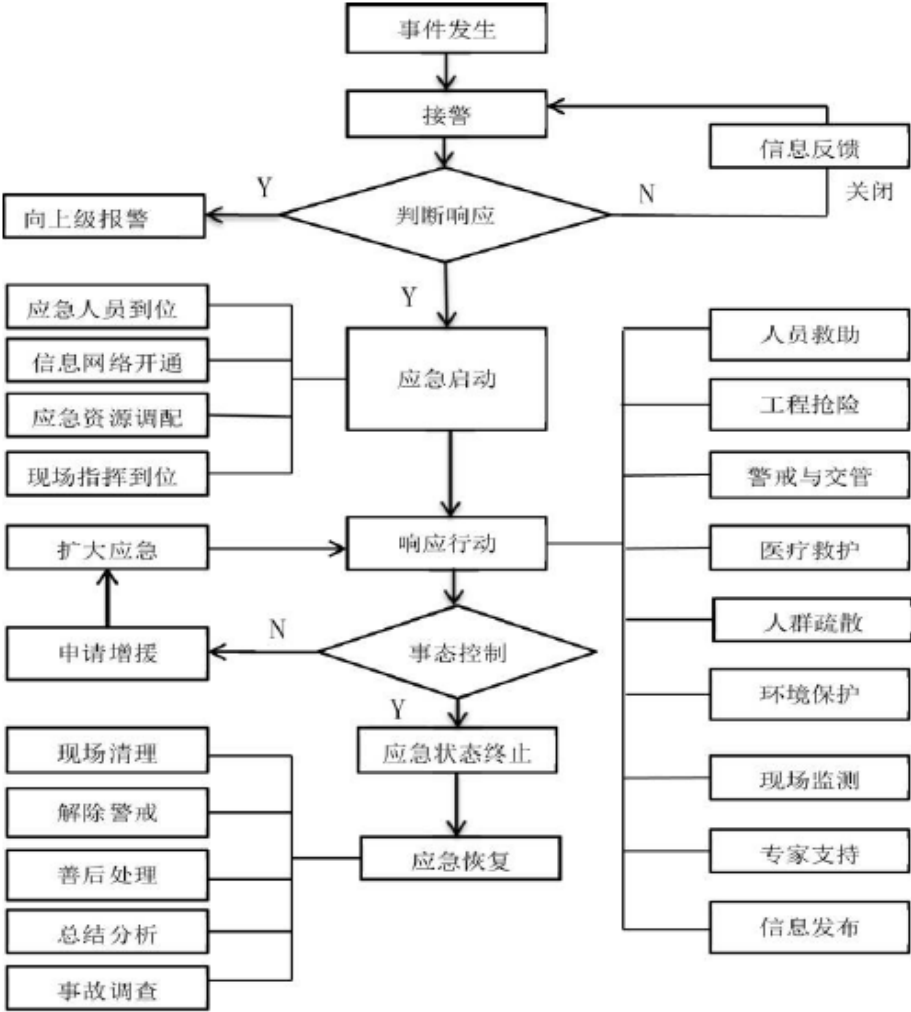 事件发生
接警
信息反馈
关闭
Y
N
判断响应
向上级报警
Y
应急人员到位
信息网络开通
应急资源调配
现场指挥到位
应急启动
人员救助
工程抢险
警戒与交管
医疗救护
人群疏散
环境保护
现场监测
专家支持
信息发布
扩大应急
响应行动
申请增援
N
事态控制
Y
应急状态终止
现场清理
解除警戒
善后处理
总结分析
事故调查
应急恢复